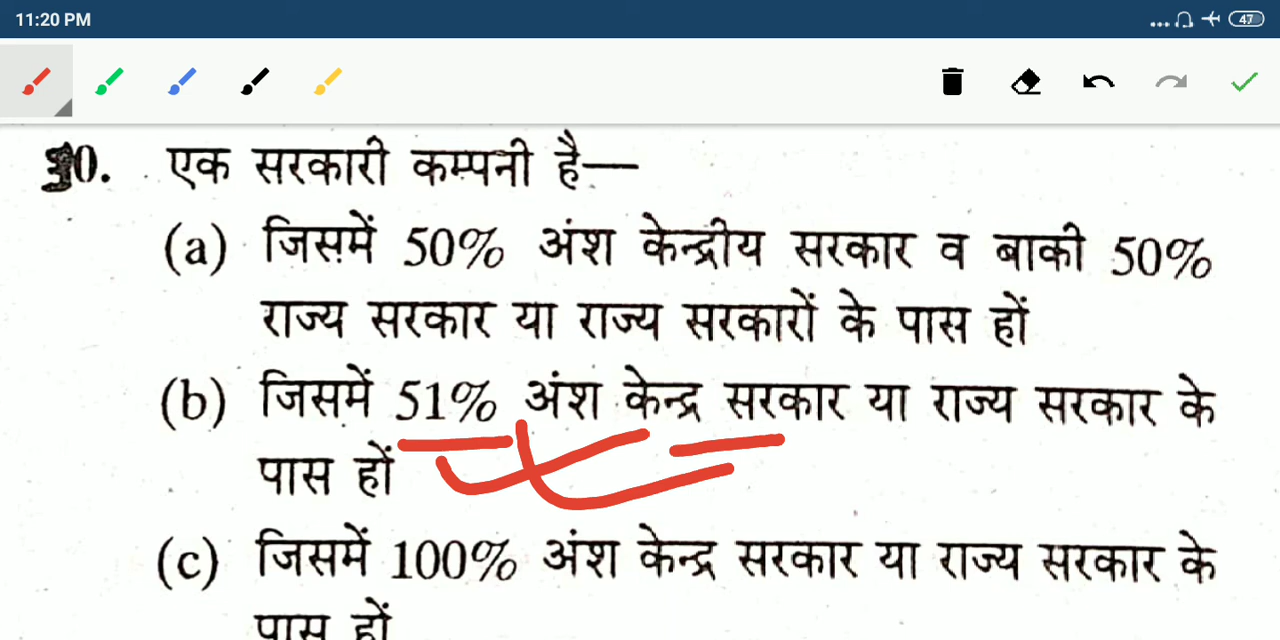 11:20 PM
47
30. एक सरकारी कम्पनी है—
(a) जिसमें 50% अंश केन्द्रीय सरकार व बाकी 50%
राज्य सरकार या राज्य सरकारों के पास हों
(b) जिसमें 51% अंश केन्द्र सरकार या राज्य सरकार के
पास हों
(c) जिसमें 100% अंश केन्द्र सरकार या राज्य सरकार के
पास हों